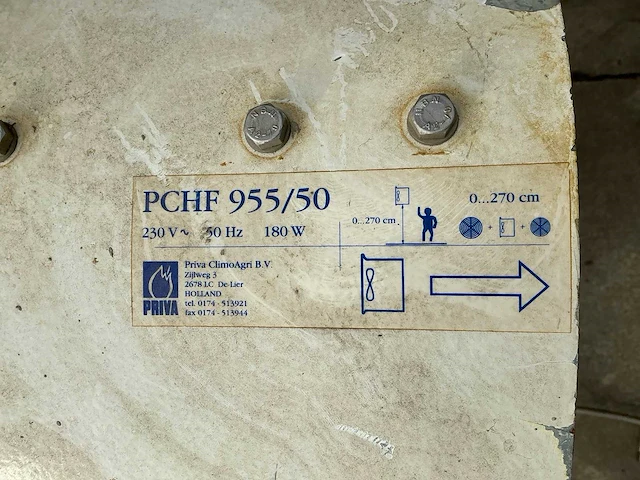 PCHF 955/50
230 V ~ 50 Hz 180 W
0...270 cm
0...270 cm
+ +
Priva ClimoAgri B.V.
Zijlweg 3
2678 LC De Lier
HOLLAND
tel. 0174 - 513921
fax 0174 - 513944
PRIVA